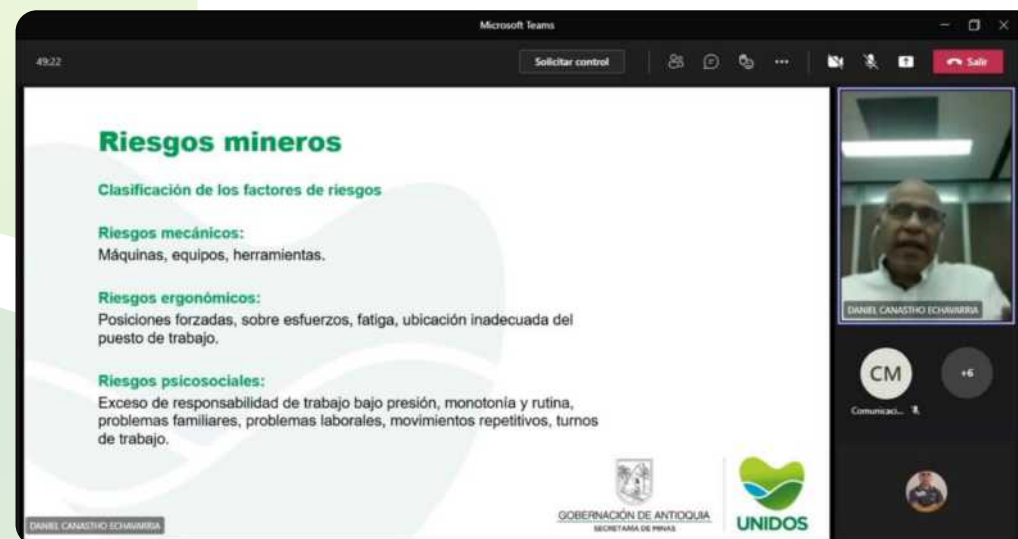 Microsoft Teams
49:22
Solicitar control
Salir
Riesgos mineros
Clasificación de los factores de riesgos
Riesgos mecánicos:
Máquinas, equipos, herramientas.
Riesgos ergonómicos:
Posiciones forzadas, sobre esfuerzos, fatiga, ubicación inadecuada del
puesto de trabajo.
Riesgos psicosociales:
Exceso de responsabilidad de trabajo bajo presión, monotonía y rutina,
problemas familiares, problemas laborales, movimientos repetitivos, turnos
de trabajo.
GOBERNACIÓN DE ANTIOQUIA
SECRETARÍA DE MINAS
UNIDOS
DANIEL CANASTHO ECHAVARRIA
DANIEL CANASTHO ECHAVARRIA
CM
+6
Comunicaci...